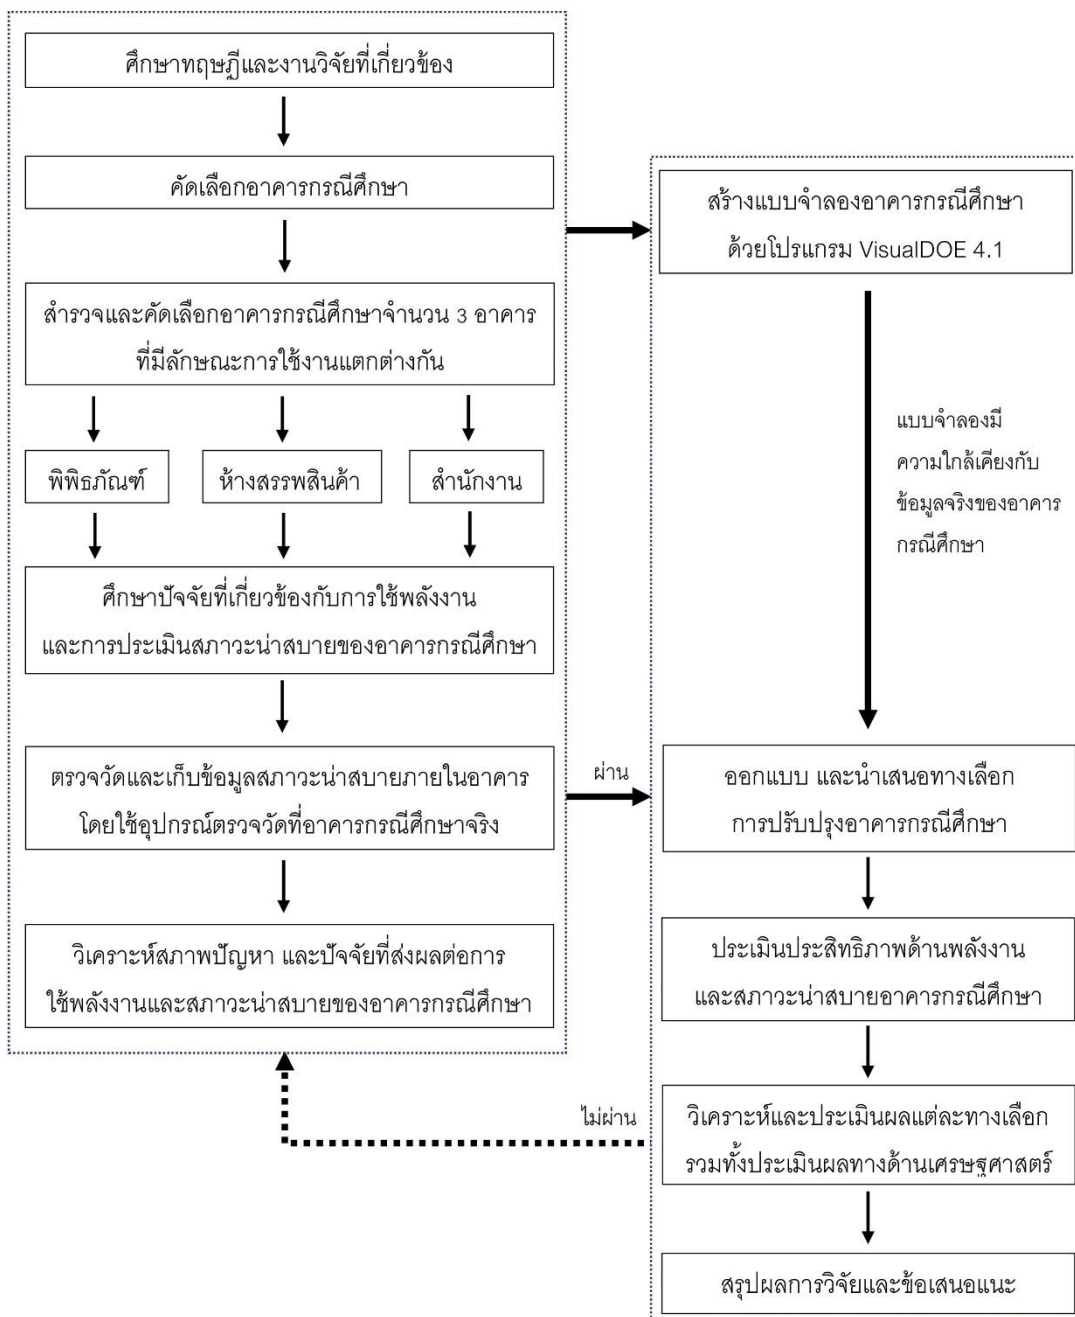 ศึกษาทฤษฎีและงานวิจัยที่เกี่ยวข้อง
คัดเลือกอาคารกรณีศึกษา
สำรวจและคัดเลือกอาคารกรณีศึกษาจำนวน 3 อาคาร
ที่มีลักษณะการใช้งานแตกต่างกัน
พิพิธภัณฑ์
ห้างสรรพสินค้า
สำนักงาน
ศึกษาปัจจัยที่เกี่ยวข้องกับการใช้พลังงาน
และการประเมินสภาวะน่าสบายของอาคารกรณีศึกษา
ตรวจวัดและเก็บข้อมูลสภาวะน่าสบายภายในอาคาร
โดยใช้อุปกรณ์ตรวจวัดที่อาคารกรณีศึกษาจริง
วิเคราะห์สภาพปัญหา และปัจจัยที่ส่งผลต่อการ
ใช้พลังงานและสภาวะน่าสบายของอาคารกรณีศึกษา
สร้างแบบจำลองอาคารกรณีศึกษา
ด้วยโปรแกรม VisualDOE 4.1
แบบจำลองมี
ความใกล้เคียงกับ
ข้อมูลจริงของอาคาร
กรณีศึกษา
ผ่าน
ออกแบบ และนำเสนอทางเลือก
การปรับปรุงอาคารกรณีศึกษา
ประเมินประสิทธิภาพด้านพลังงาน
และสภาวะน่าสบายอาคารกรณีศึกษา
ไม่ผ่าน
วิเคราะห์และประเมินผลแต่ละทางเลือก
รวมทั้งประเมินผลทางด้านเศรษฐศาสตร์
สรุปผลการวิจัยและข้อเสนอแนะ